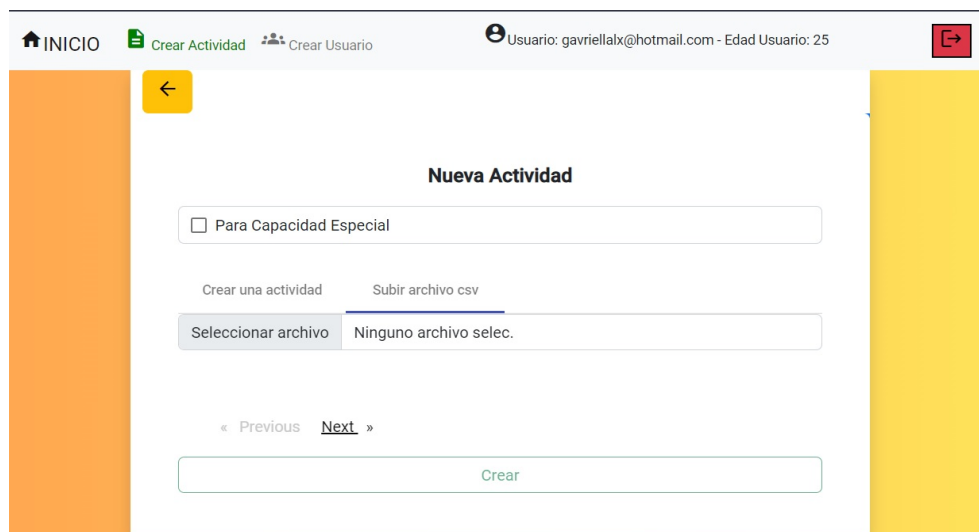 INICIO Crear Actividad Crear Usuario Usuario: gavriellalx@hotmail.com - Edad Usuario: 25
Nueva Actividad
Para Capacidad Especial
Crear una actividad Subir archivo csv
Seleccionar archivo Ninguno archivo selec.
« Previous Next »
Crear